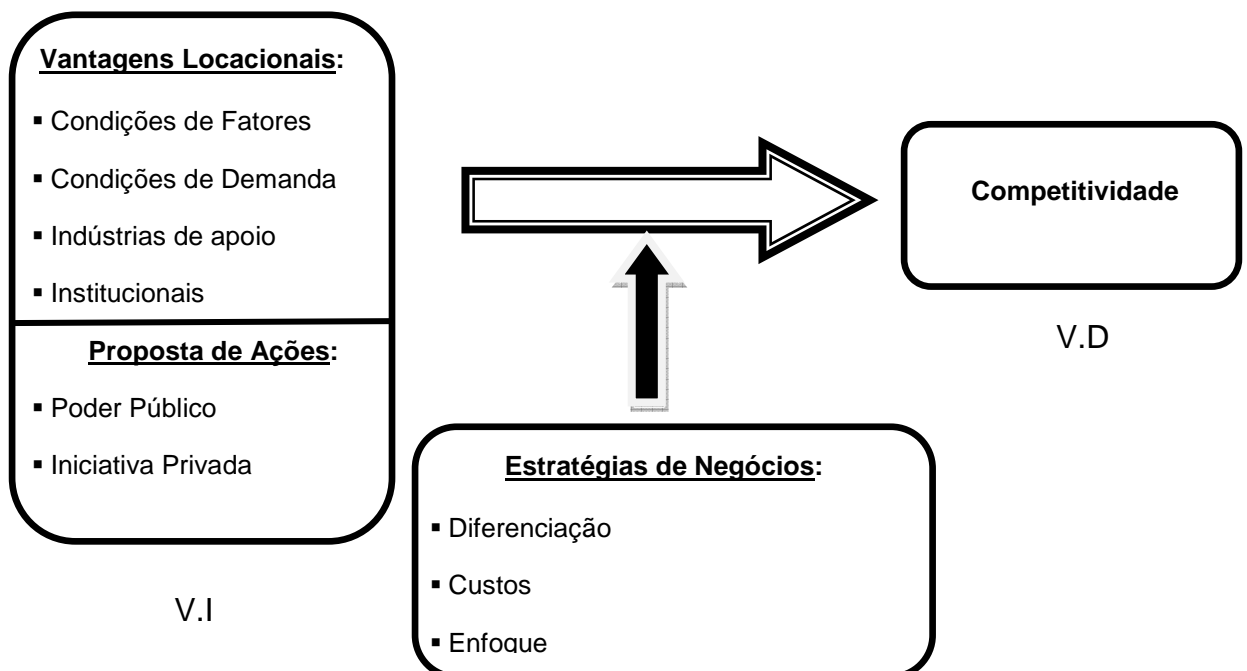 Vantagens Locacionais:
▪ Condições de Fatores
▪ Condições de Demanda
▪ Indústrias de apoio
▪ Institucionais
Proposta de Ações:
▪ Poder Público
▪ Iniciativa Privada
V.I
Competitividade
V.D
Estratégias de Negócios:
▪ Diferenciação
▪ Custos
▪ Enfoque